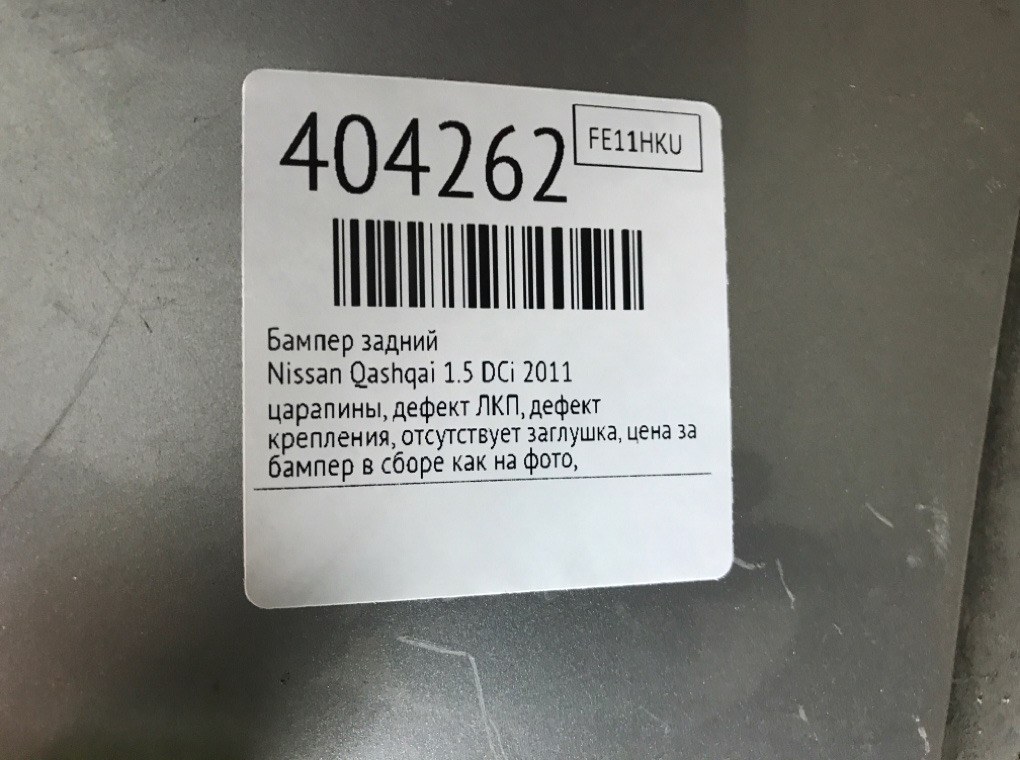 404262
FE11HKU
Бампер задний
Nissan Qashqai 1.5 DCi 2011
царапины, дефект ЛКП, дефект
крепления, отсутствует заглушка, цена за
бампер в сборе как на фото,